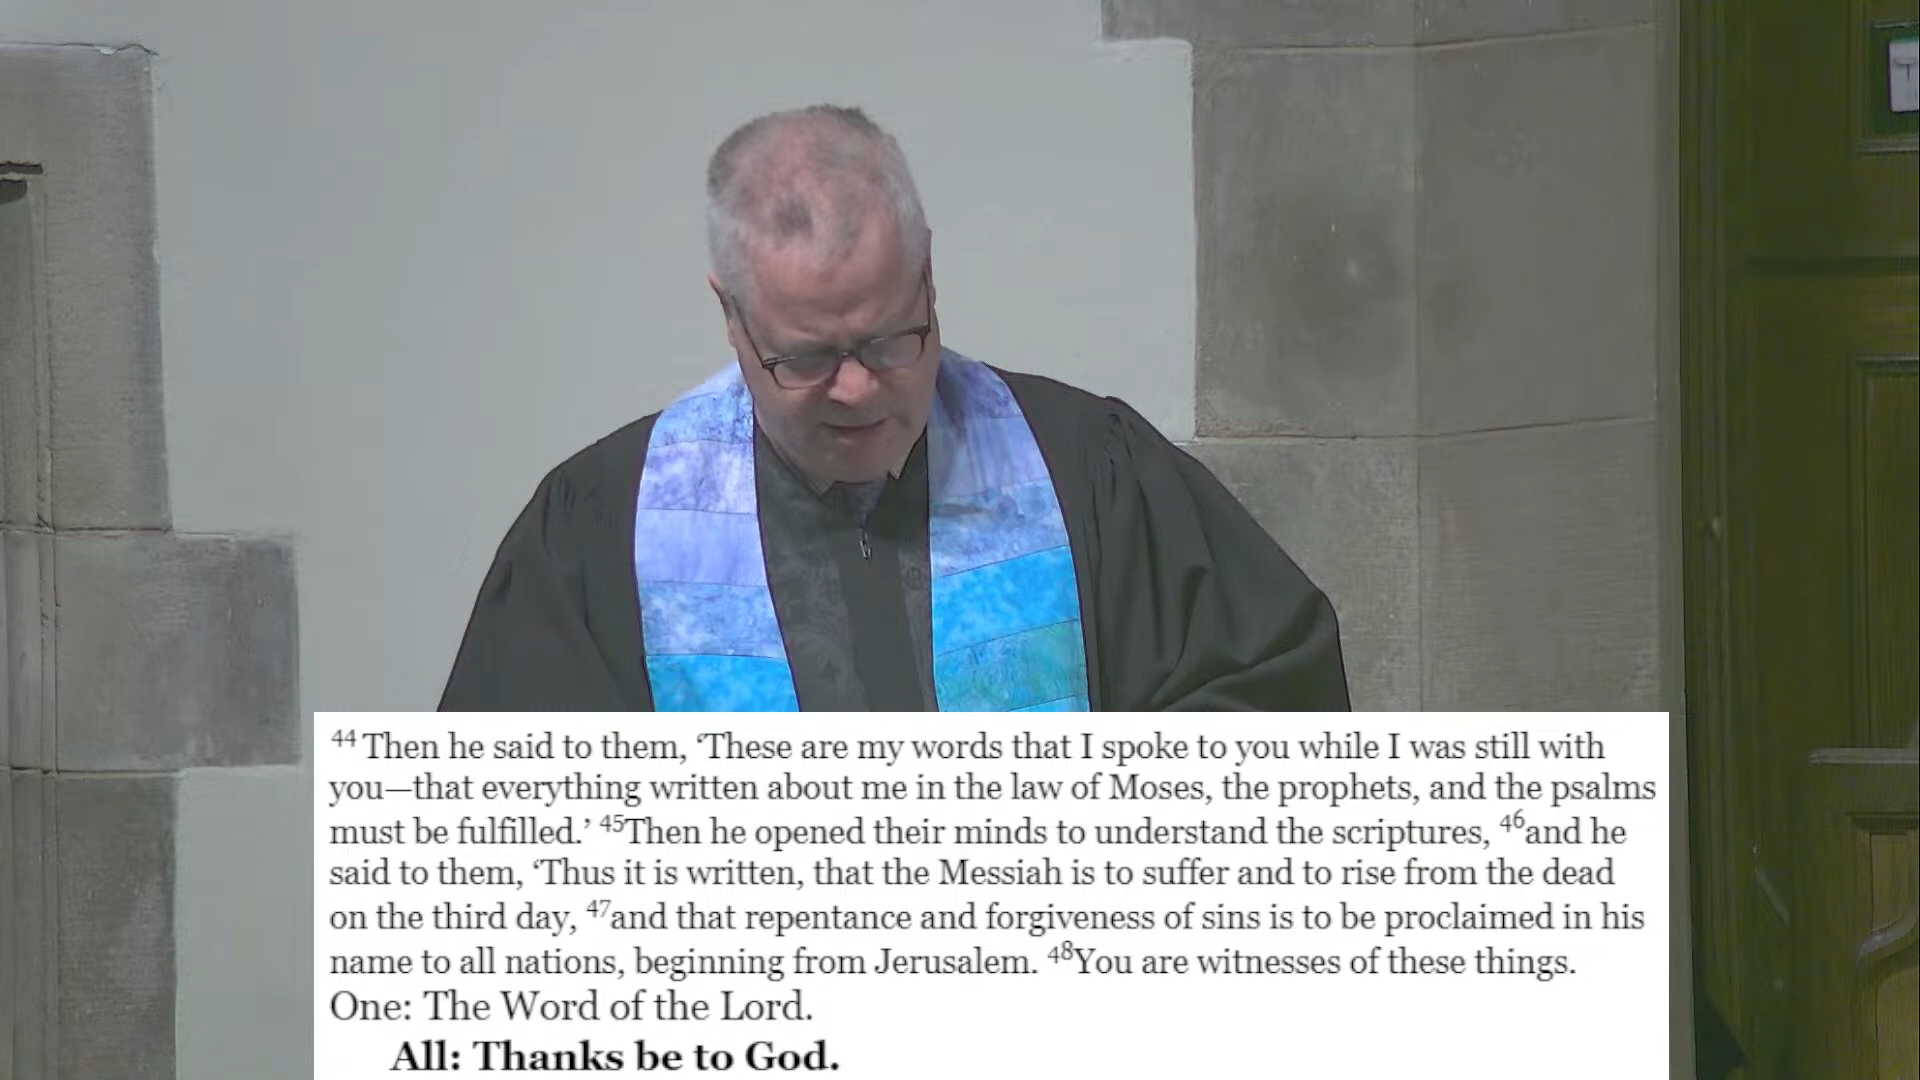 44 Then he said to them, ‘These are my words that I spoke to you while I was still with
you—that everything written about me in the law of Moses, the prophets, and the psalms
must be fulfilled.’ 45Then he opened their minds to understand the scriptures, 46and he
said to them, ‘Thus it is written, that the Messiah is to suffer and to rise from the dead
on the third day, 47and that repentance and forgiveness of sins is to be proclaimed in his
name to all nations, beginning from Jerusalem. 48You are witnesses of these things.
One: The Word of the Lord.
All: Thanks be to God.